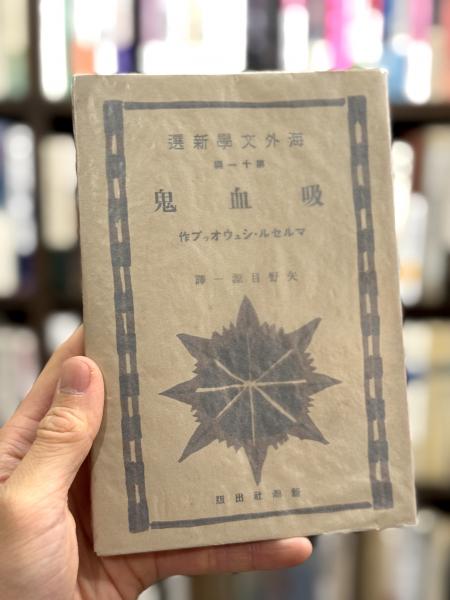 海外文學新選
第十一編
吸血鬼
マルセル・シュウオッブ作
矢野目源一譯
新潮社出版